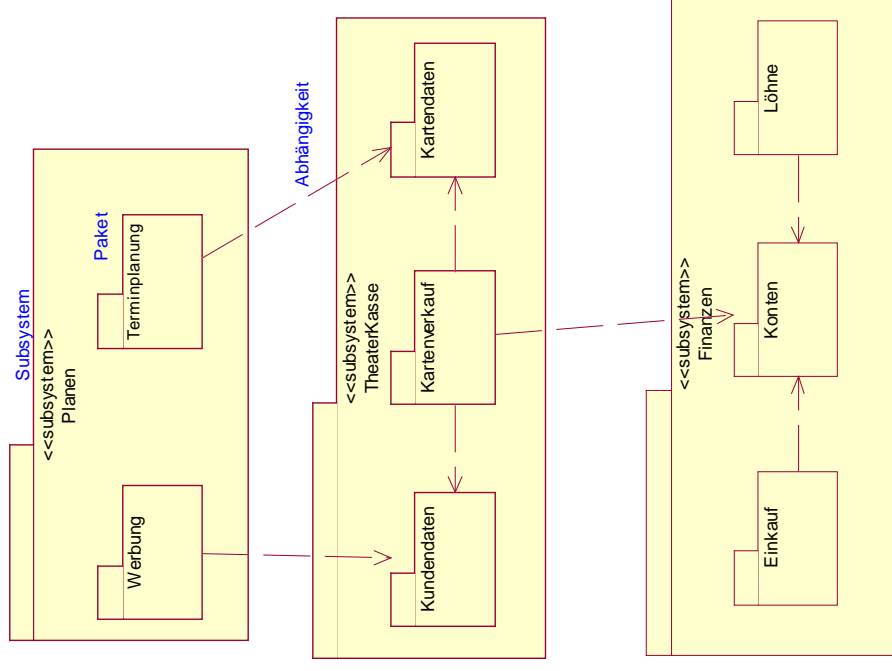 Subsystem
<<subsystem>>
Planen
Paket
Werbung
Terminplanung
Abhängigkeit
<<subsystem>>
TheaterKasse
Kundendaten
Kartenverkauf
Kartendaten
<<subsystem>>
Finanzen
Einkauf
Konten
Löhne